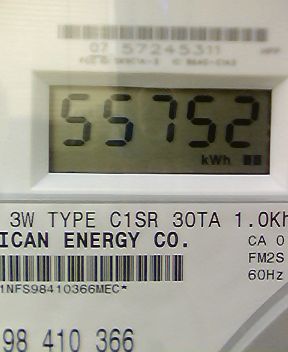 07 57245311
55752
kWh
3W TYPE C1SR 30TA 1.0Kh
ICAN ENERGY CO.
CA 0
FM2S
60Hz
1NFS98410366MEC*
98 410 366